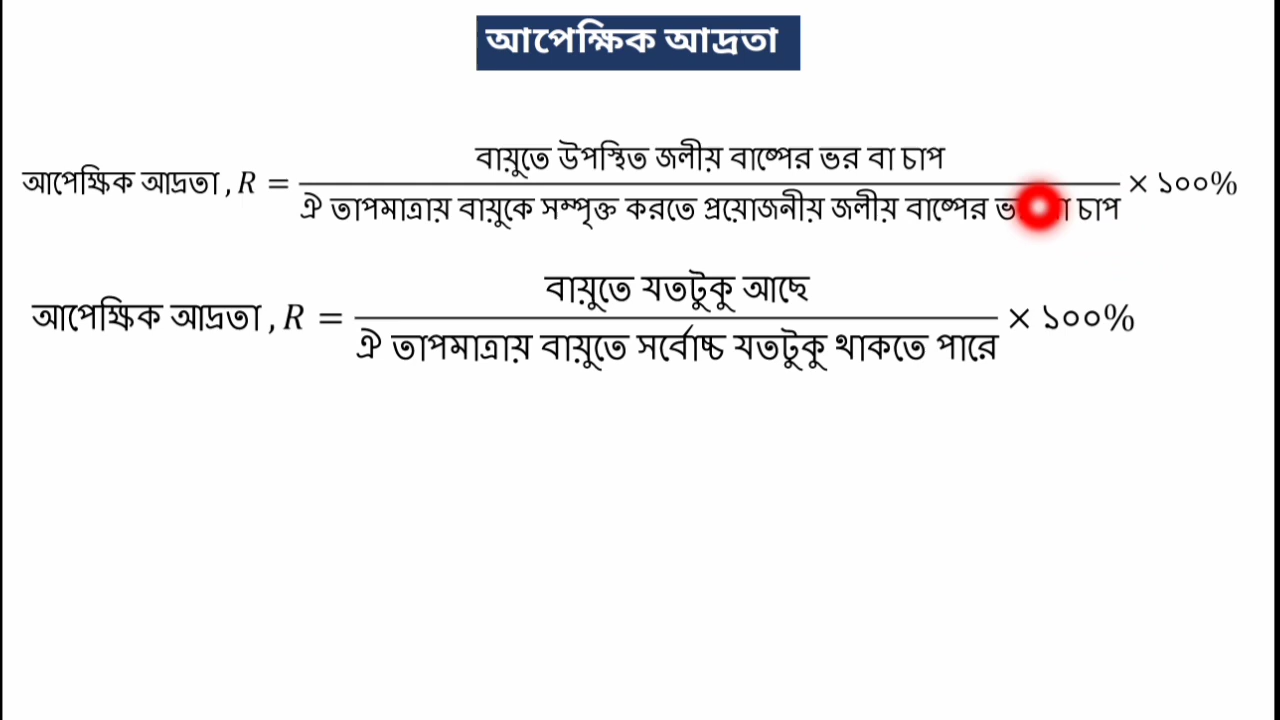 আপেক্ষিক আদ্রতা
আপেক্ষিক আদ্রতা , R = বায়ুতে উপস্থিত জলীয় বাষ্পের ভর বা চাপ / ঐ তাপমাত্রায় বায়ুকে সম্পৃক্ত করতে প্রয়োজনীয় জলীয় বাষ্পের চাপ × ১০০%
আপেক্ষিক আদ্রতা , R = বায়ুতে যতটুকু আছে / ঐ তাপমাত্রায় বায়ুতে সর্বোচ্চ যতটুকু থাকতে পারে × ১০০%